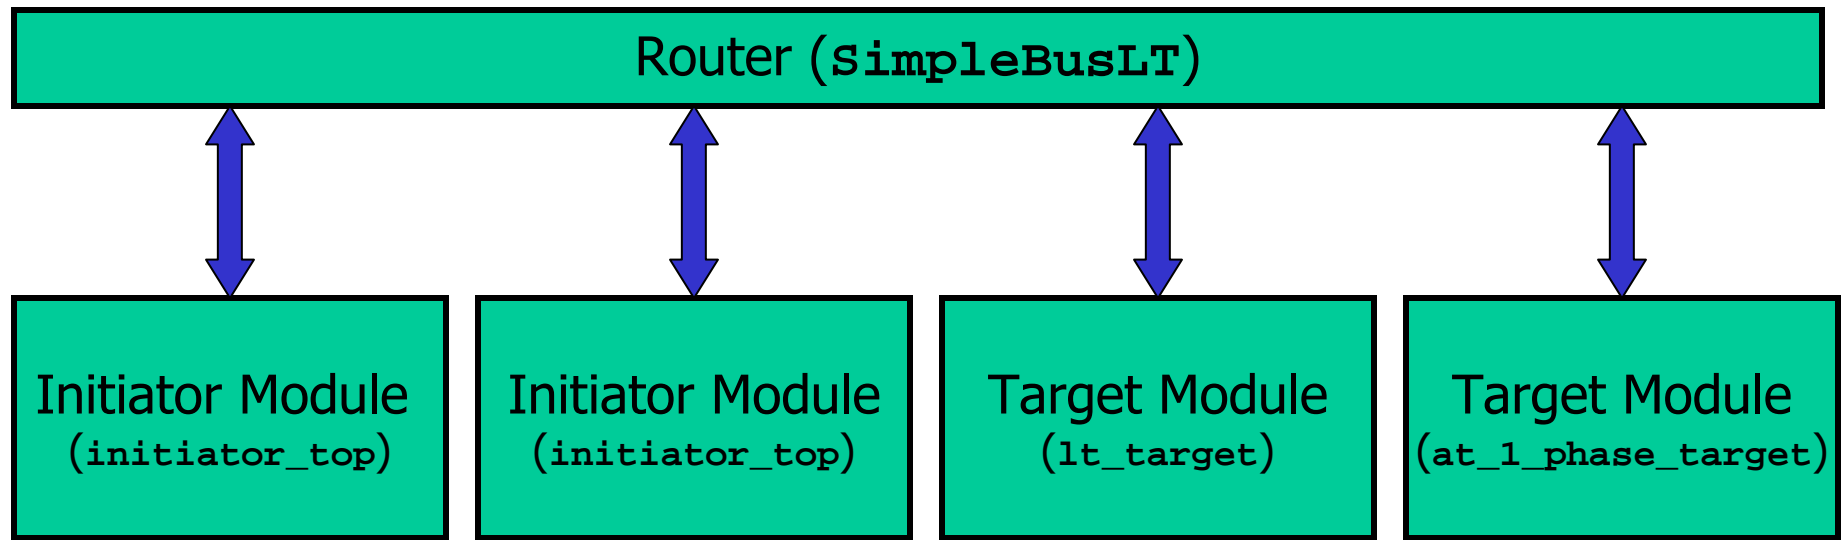 Router (SimpleBusLT)
Initiator Module
(initiator_top)
Initiator Module
(initiator_top)
Target Module
(lt_target)
Target Module
(at_1_phase_target)